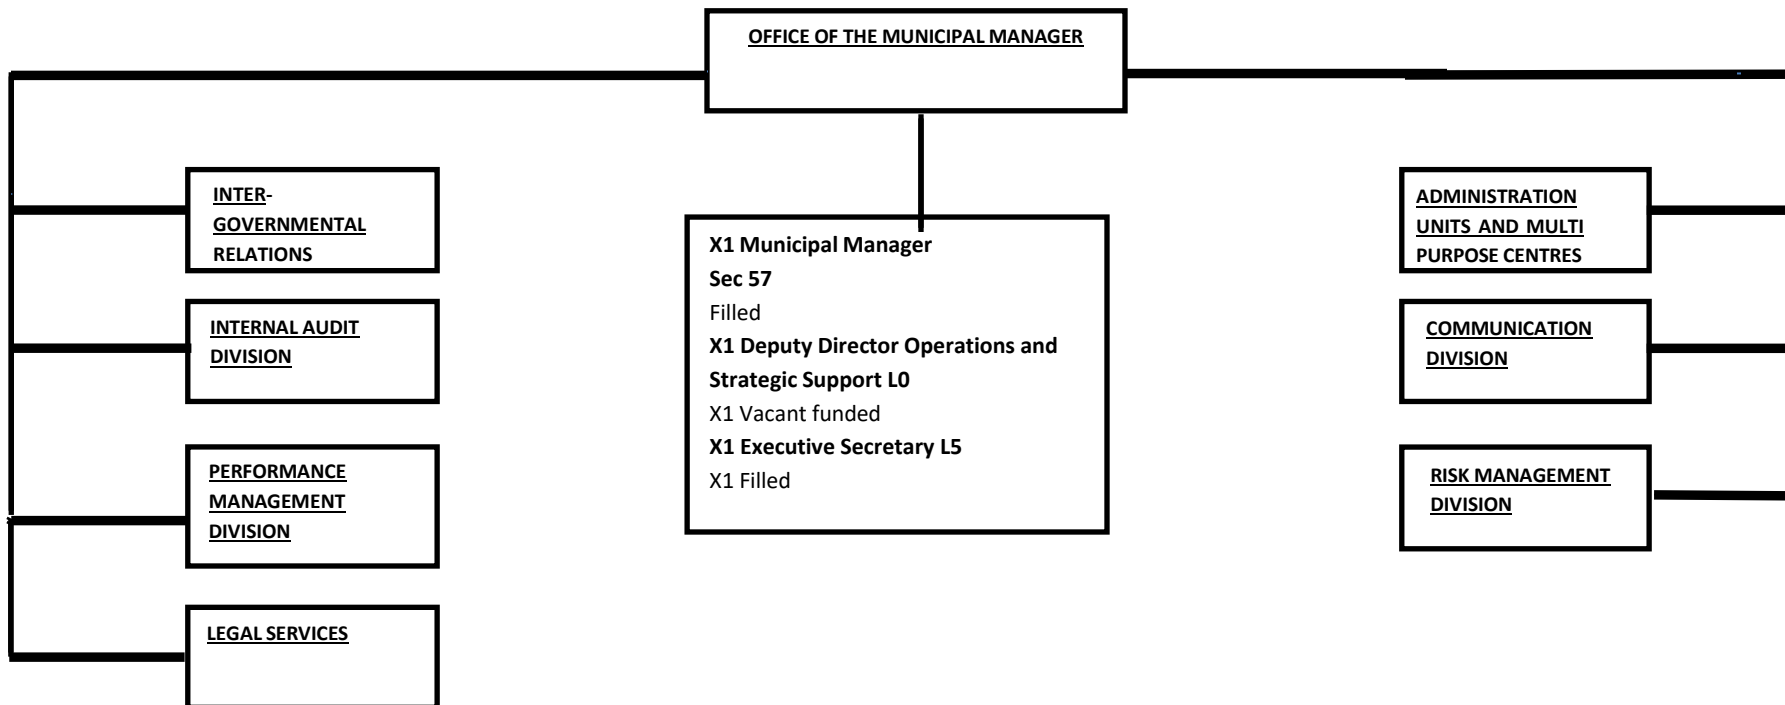 OFFICE OF THE MUNICIPAL MANAGER
INTER-
GOVERNMENTAL
RELATIONS
INTERNAL AUDIT
DIVISION
PERFORMANCE
MANAGEMENT
DIVISION
LEGAL SERVICES
X1 Municipal Manager
Sec 57
Filled
X1 Deputy Director Operations and
Strategic Support L0
X1 Vacant funded
X1 Executive Secretary L5
X1 Filled
ADMINISTRATION
UNITS AND MULTI
PURPOSE CENTRES
COMMUNICATION
DIVISION
RISK MANAGEMENT
DIVISION